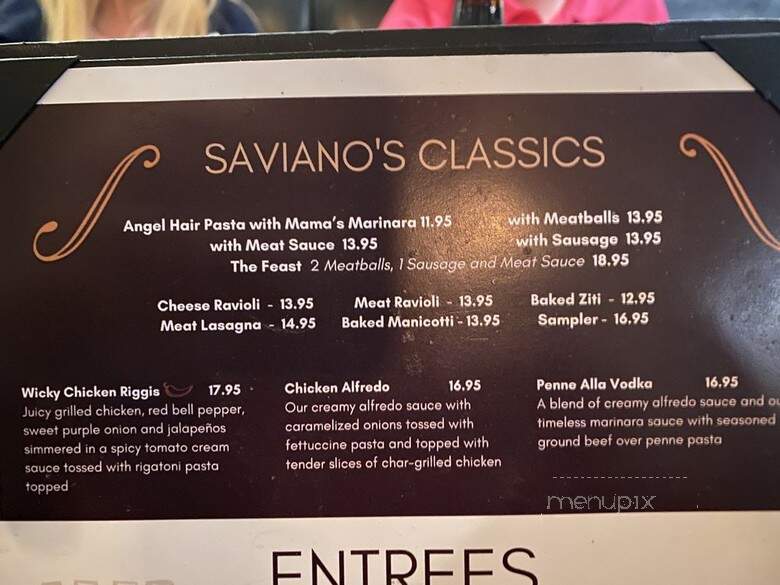 SAVIANO'S CLASSICS
Angel Hair Pasta with Mama's Marinara 11.95 with Meatballs 13.95
with Meat Sauce 13.95 with Sausage 13.95
The Feast 2 Meatballs, 1 Sausage and Meat Sauce 18.95
Cheese Ravioli - 13.95 Meat Ravioli - 13.95 Baked Ziti - 12.95
Meat Lasagna - 14.95 Baked Manicotti - 13.95 Sampler - 16.95
Wicky Chicken Riggis 17.95
Juicy grilled chicken, red bell pepper,
sweet purple onion and jalapeños
simmered in a spicy tomato cream
sauce tossed with rigatoni pasta
topped
Chicken Alfredo 16.95
Our creamy alfredo sauce with
caramelized onions tossed with
fettuccine pasta and topped with
tender slices of char-grilled chicken
Penne Alla Vodka 16.95
A blend of creamy alfredo sauce and
timeless marinara sauce with seasoned
ground beef over penne pasta
menupix
ENTREES